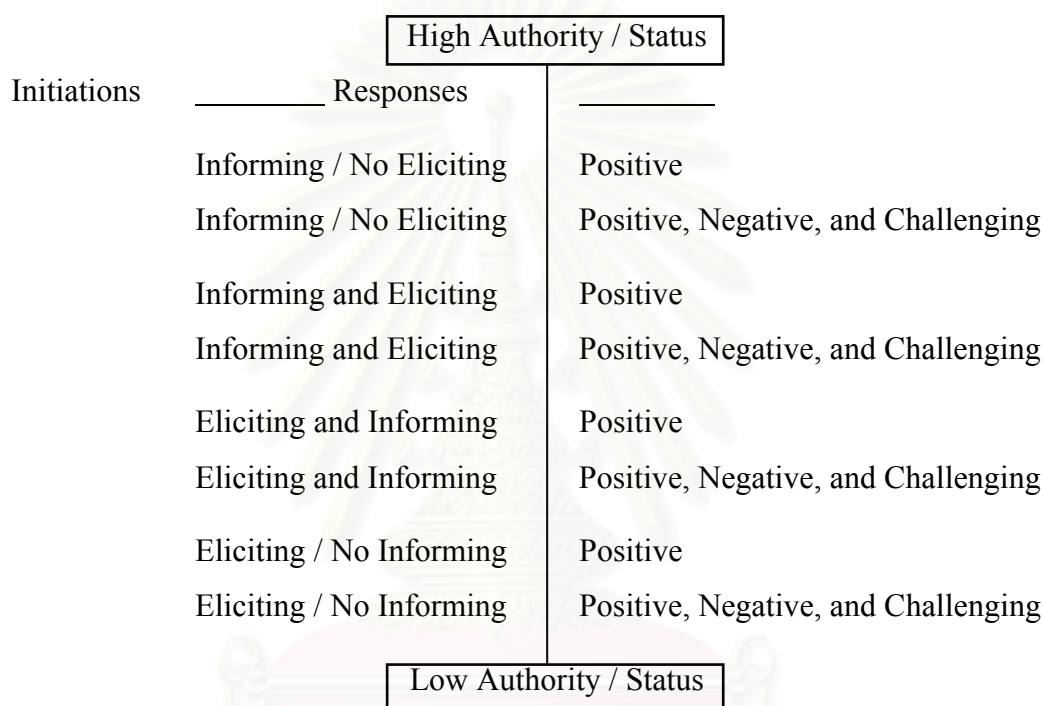 High Authority / Status
Initiations _________ Responses _________
Informing / No Eliciting Positive
Informing / No Eliciting Positive, Negative, and Challenging
Informing and Eliciting Positive
Informing and Eliciting Positive, Negative, and Challenging
Eliciting and Informing Positive
Eliciting and Informing Positive, Negative, and Challenging
Eliciting / No Informing Positive
Eliciting / No Informing Positive, Negative, and Challenging
Low Authority / Status